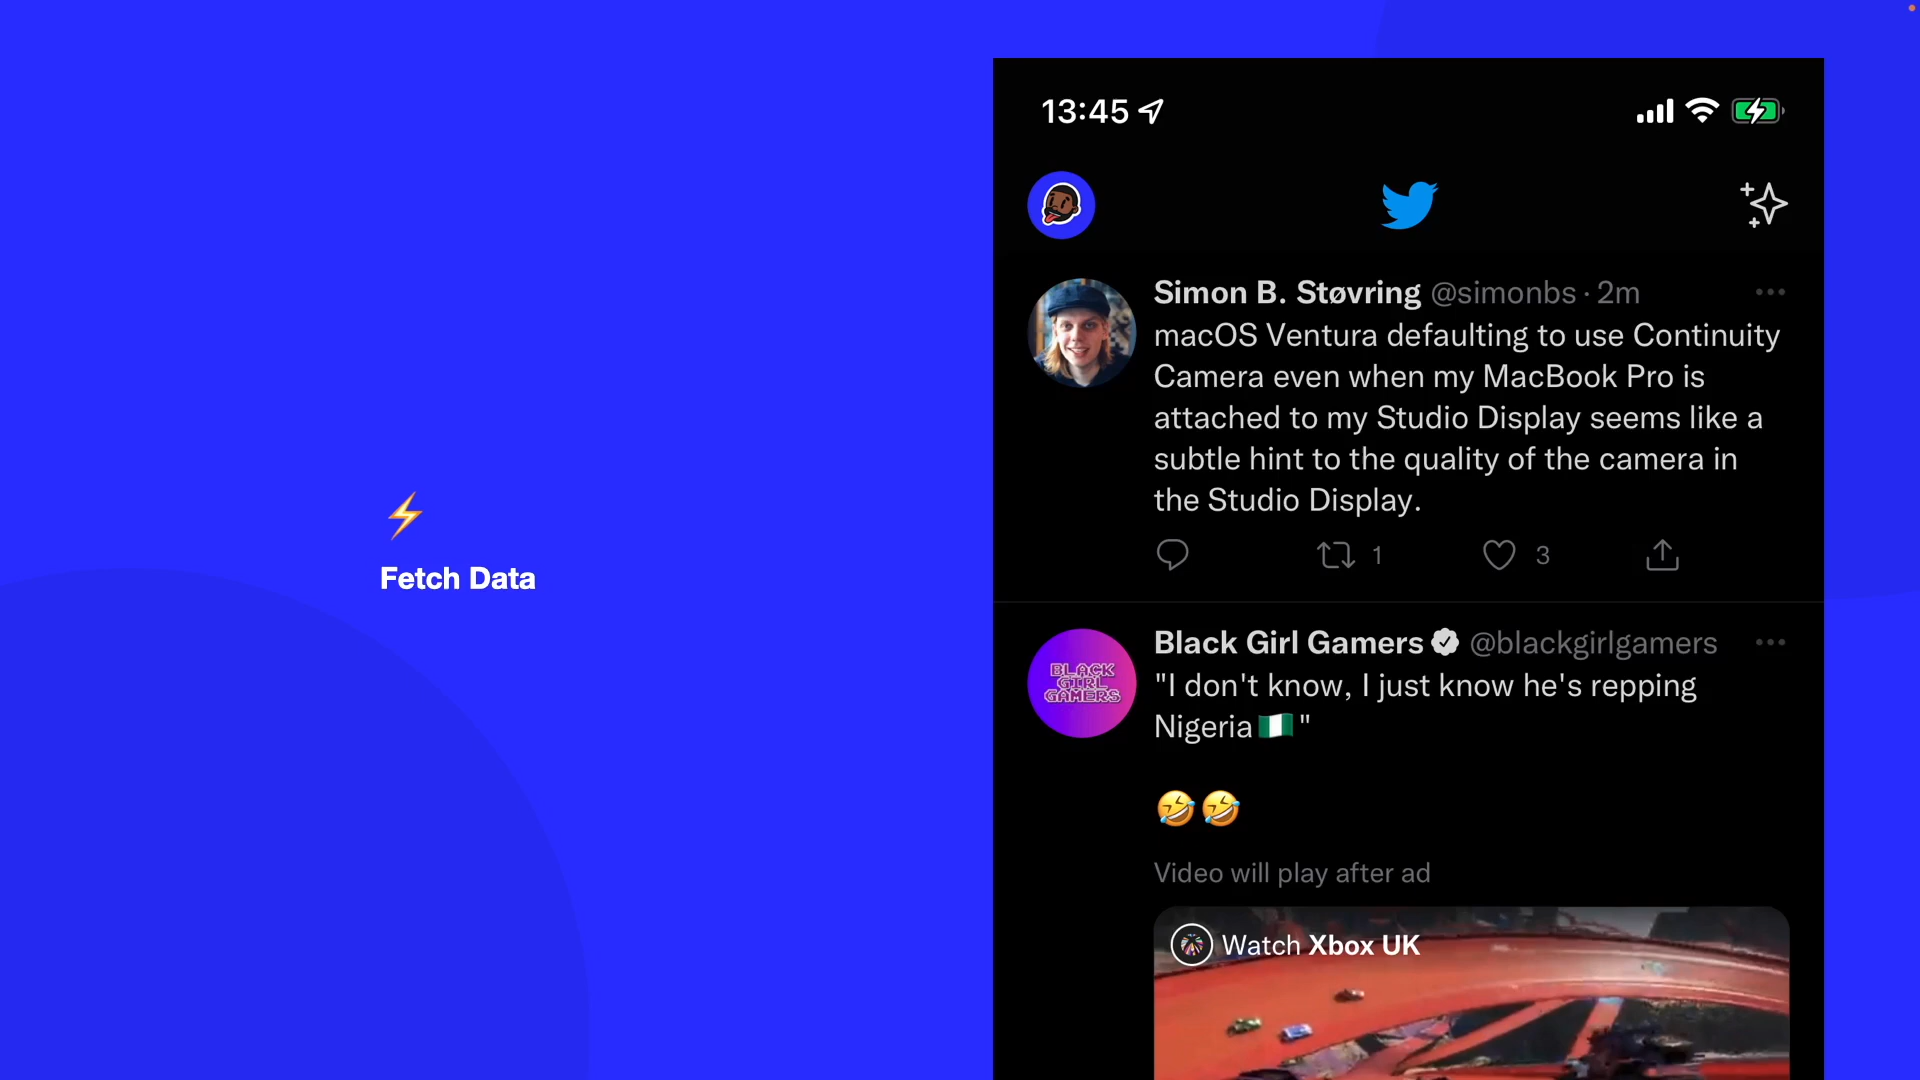 Fetch Data
13:45
Simon B. Støvring @simonbs · 2m
macOS Ventura defaulting to use Continuity
Camera even when my MacBook Pro is
attached to my Studio Display seems like a
subtle hint to the quality of the camera in
the Studio Display.
1 3
BLACK
GIRL
GAMERS
Black Girl Gamers @blackgirlgamers
"I don't know, I just know he's repping
Nigeria🇳🇬"
🤣🤣
Video will play after ad
Watch Xbox UK